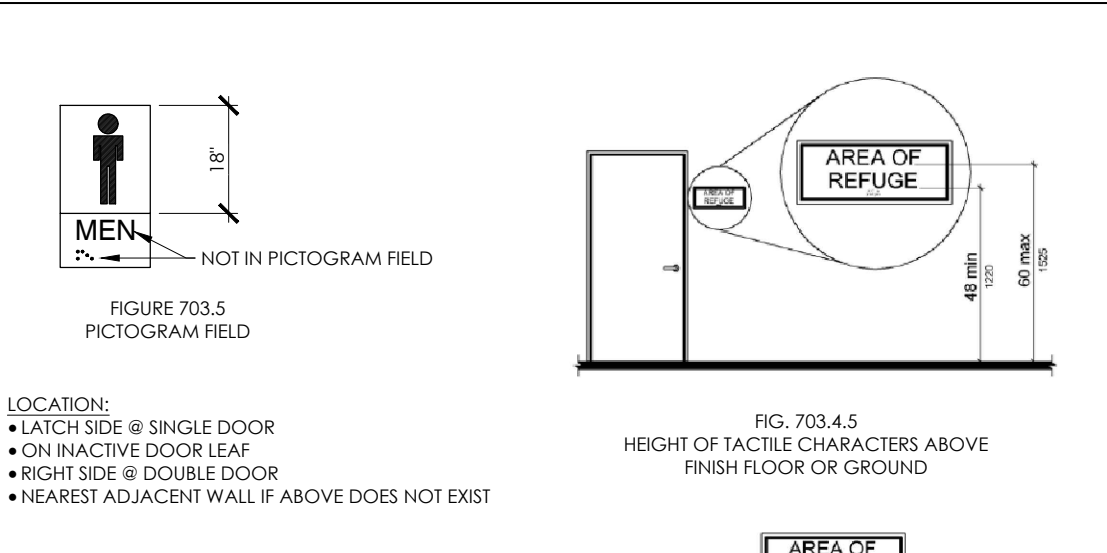 18"
MEN
NOT IN PICTOGRAM FIELD
FIGURE 703.5
PICTOGRAM FIELD
LOCATION:
• LATCH SIDE @ SINGLE DOOR
• ON INACTIVE DOOR LEAF
• RIGHT SIDE @ DOUBLE DOOR
• NEAREST ADJACENT WALL IF ABOVE DOES NOT EXIST
AREA OF
REFUGE
AREA OF
REFUGE
48 min
1220
60 max
1525
FIG. 703.4.5
HEIGHT OF TACTILE CHARACTERS ABOVE
FINISH FLOOR OR GROUND
AREA OF